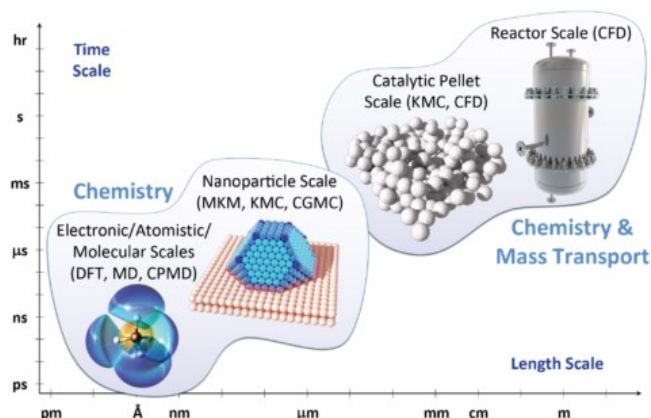 hr
Time
Scale
s
ms
μs
ns
ps
Reactor Scale (CFD)
Catalytic Pellet
Scale (KMC, CFD)
Chemistry
Nanoparticle Scale
(MKM, KMC, CGMC)
Electronic/Atomistic/
Molecular Scales
(DFT, MD, CPMD)
Chemistry &
Mass Transport
Length Scale
pm
Å
nm
μm
mm
cm
m